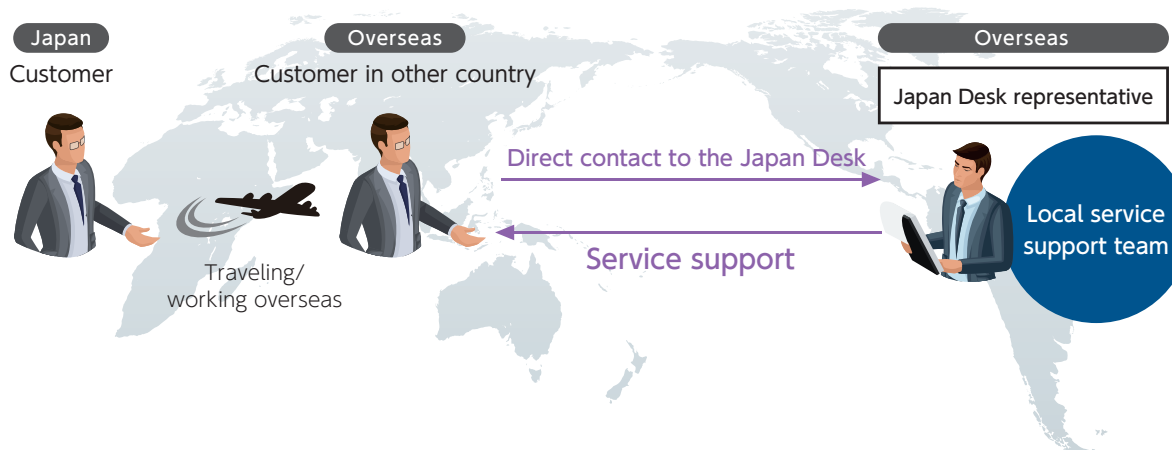 Japan
Customer
Overseas
Customer in other country
Traveling/
working overseas
Direct contact to the Japan Desk
Service support
Overseas
Japan Desk representative
Local service
support team